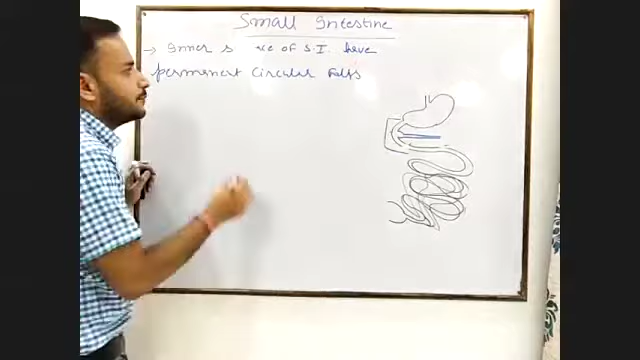 Small Intestine
→ Inner s ce of S.I. have
permanent Circular Folds